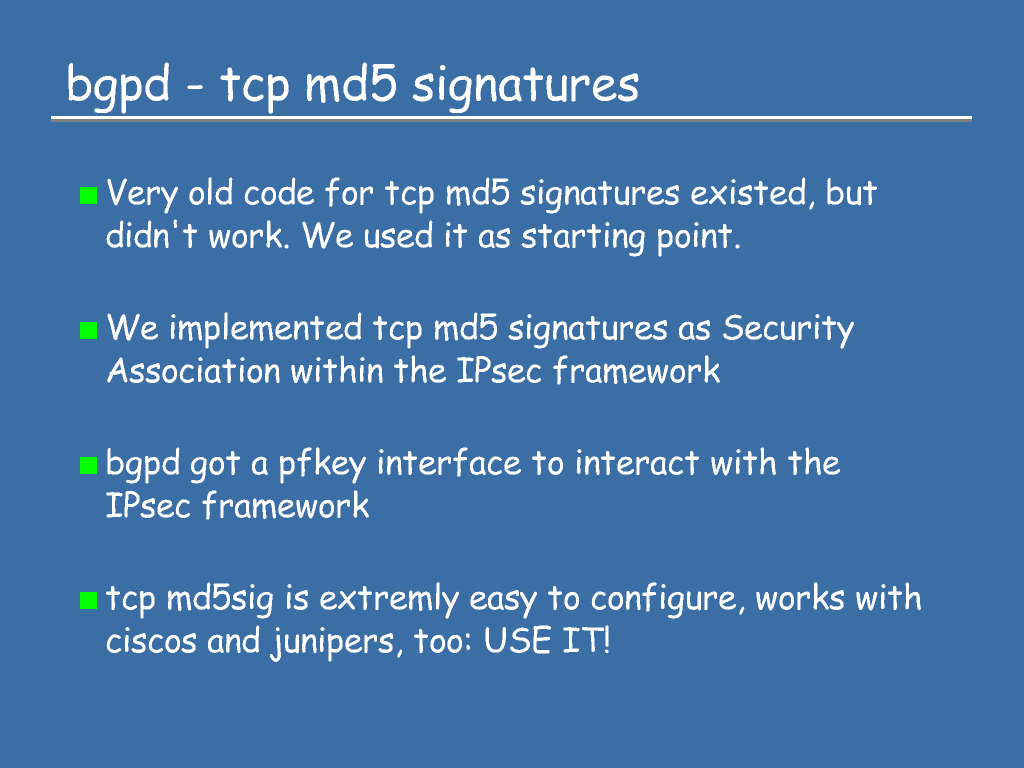 bgpd - tcp md5 signatures
Very old code for tcp md5 signatures existed, but
didn't work. We used it as starting point.
We implemented tcp md5 signatures as Security
Association within the IPsec framework
bgpd got a pfkey interface to interact with the
IPsec framework
tcp md5sig is extremly easy to configure, works with
ciscos and junipers, too: USE IT!